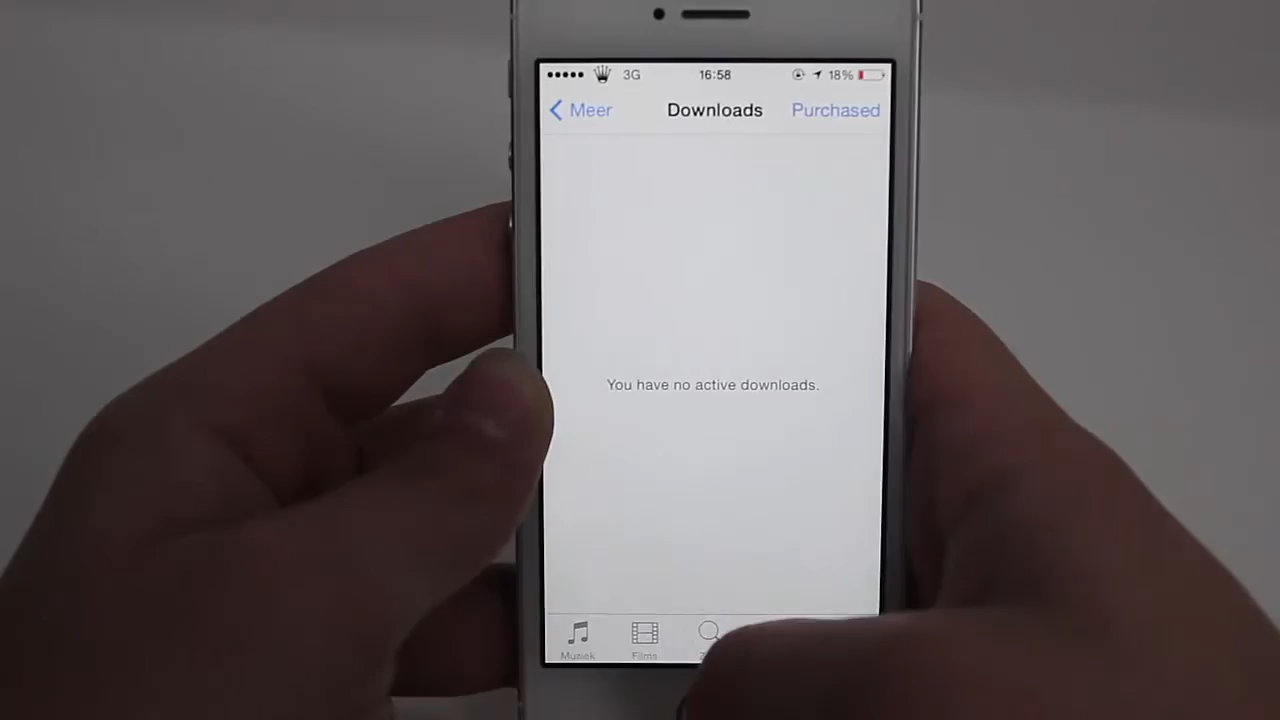 3G 16:58 18%
Meer Downloads Purchased
You have no active downloads.
Muziek Films